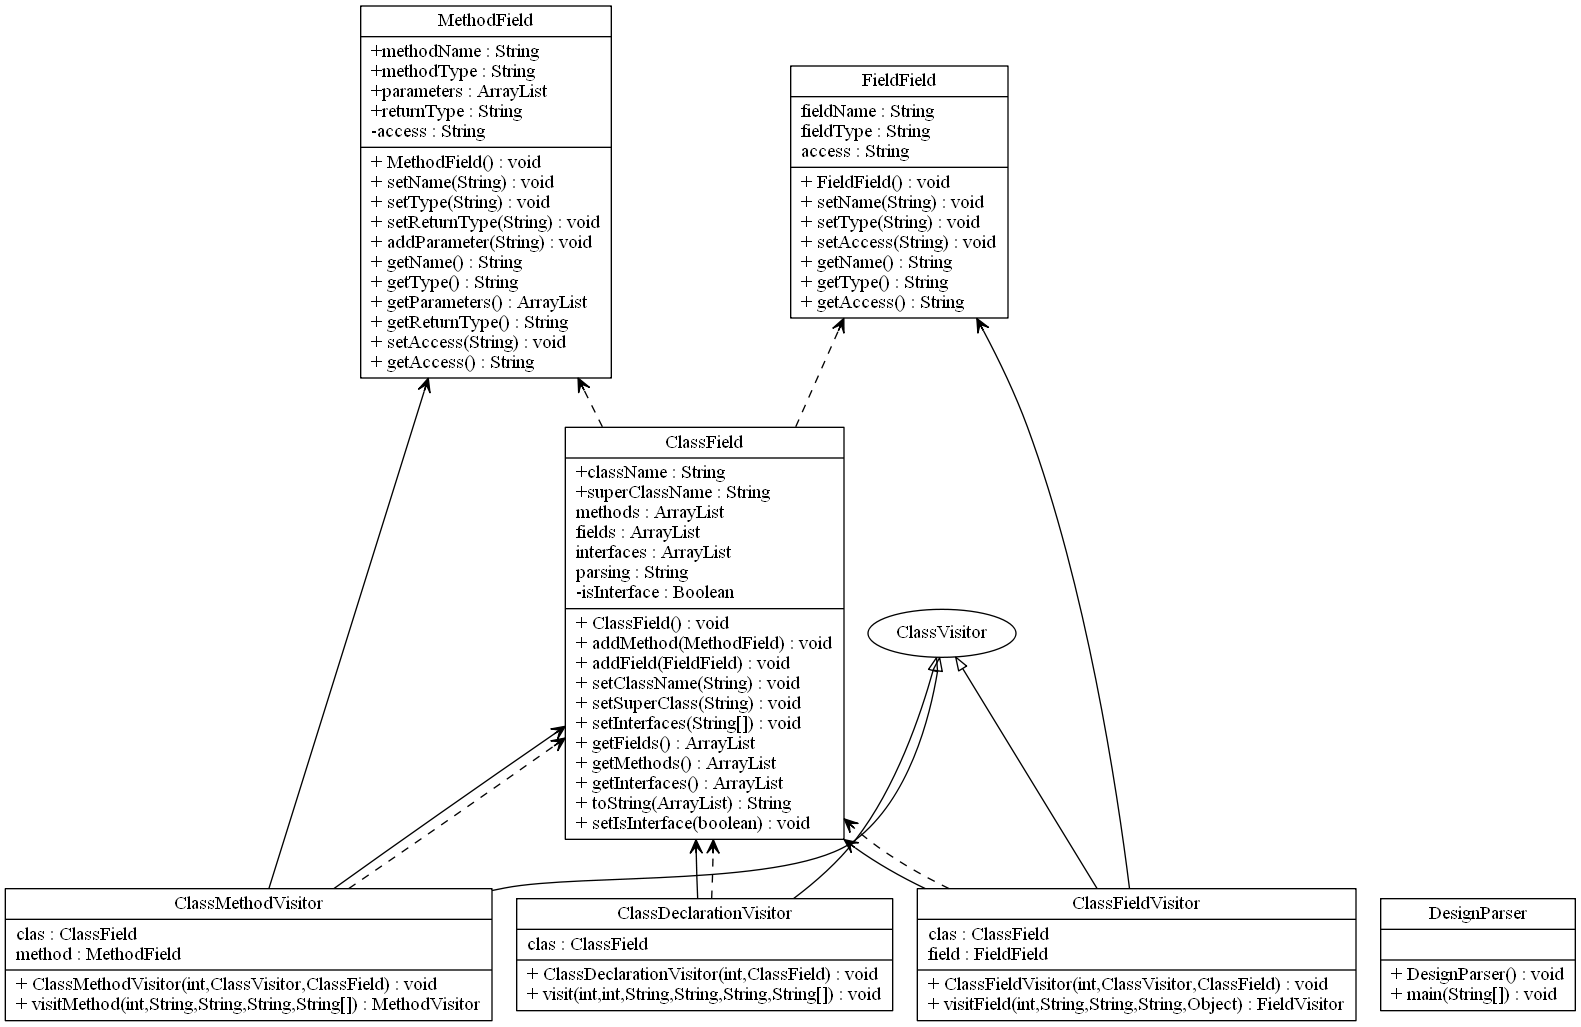 MethodField
+methodName : String
+methodType : String
+parameters : ArrayList
+returnType : String
-access : String
+ MethodField() : void
+ setName(String) : void
+ setType(String) : void
+ setReturnType(String) : void
+ addParameter(String) : void
+ getName() : String
+ getType() : String
+ getParameters() : ArrayList
+ getReturnType() : String
+ setAccess(String) : void
+ getAccess() : String
FieldField
fieldName : String
fieldType : String
access : String
+ FieldField() : void
+ setName(String) : void
+ setType(String) : void
+ setAccess(String) : void
+ getName() : String
+ getType() : String
+ getAccess() : String
ClassField
+className : String
+superClassName : String
methods : ArrayList
fields : ArrayList
interfaces : ArrayList
parsing : String
-isInterface : Boolean
+ ClassField() : void
+ addMethod(MethodField) : void
+ addField(FieldField) : void
+ setClassName(String) : void
+ setSuperClass(String) : void
+ setInterfaces(String[]) : void
+ getFields() : ArrayList
+ getMethods() : ArrayList
+ getInterfaces() : ArrayList
+ toString(ArrayList) : String
+ setIsInterface(boolean) : void
ClassVisitor
ClassMethodVisitor
clas : ClassField
method : MethodField
+ ClassMethodVisitor(int,ClassVisitor,ClassField) : void
+ visitMethod(int,String,String,String,String[]) : MethodVisitor
ClassDeclarationVisitor
clas : ClassField
+ ClassDeclarationVisitor(int,ClassField) : void
+ visit(int,int,String,String,String,String[]) : void
ClassFieldVisitor
clas : ClassField
field : FieldField
+ ClassFieldVisitor(int,ClassVisitor,ClassField) : void
+ visitField(int,String,String,String,Object) : FieldVisitor
DesignParser
+ DesignParser() : void
+ main(String[]) : void